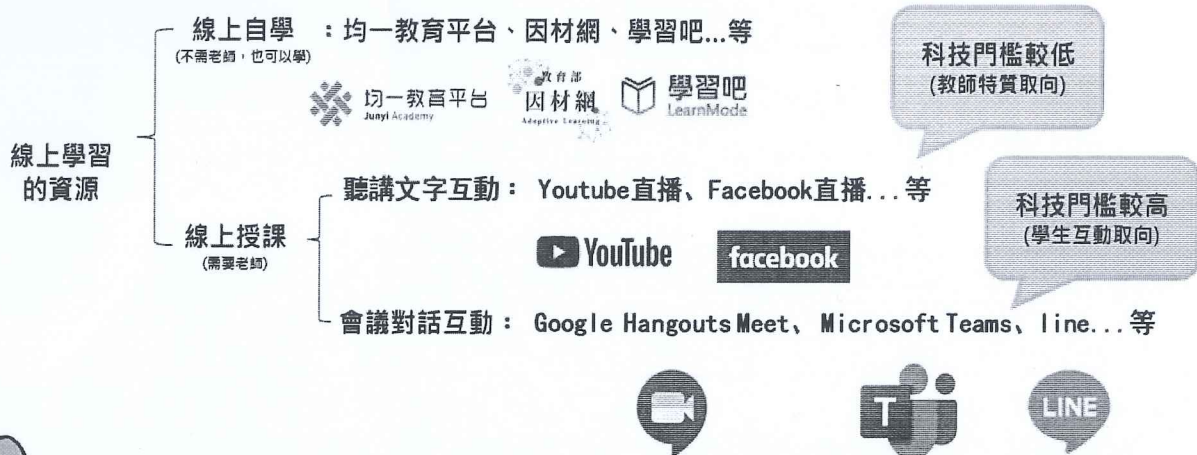 線上自學 ：均一教育平台、因材網、學習吧...等
(不需老師，也可以學)
均一教育平台
Junyi Academy
教育部
因材網
Adaptive Learning
學習吧
LearnMode
科技門檻較低
(教師特質取向)
線上學習
的資源
聽講文字互動： Youtube直播、Facebook直播...等
科技門檻較高
(學生互動取向)
線上授課
(需要老師)
YouTube
facebook
會議對話互動： Google Hangouts Meet、Microsoft Teams、line...等
T
LINE